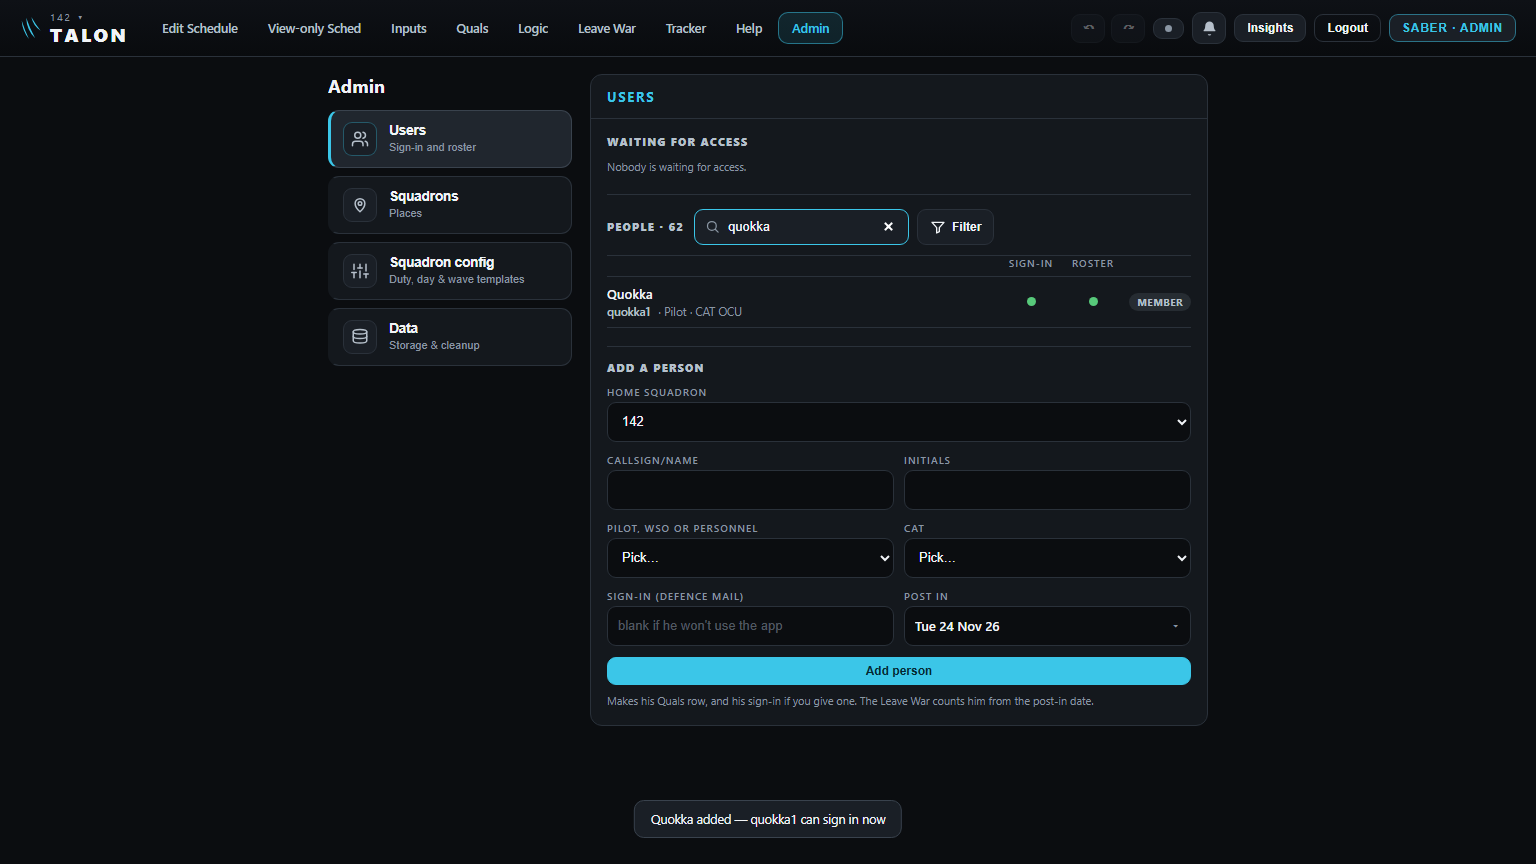 142 ▾
TALON
Edit Schedule
View-only Sched
Inputs
Quals
Logic
Leave War
Tracker
Help
Admin
Insights
Logout
SABER · ADMIN
Admin
Users
Sign-in and roster
Squadrons
Places
Squadron config
Duty, day & wave templates
Data
Storage & cleanup
USERS
WAITING FOR ACCESS
Nobody is waiting for access.
PEOPLE · 62
quokka
Filter
SIGN-IN
ROSTER
Quokka
quokka1 · Pilot · CAT OCU
MEMBER
ADD A PERSON
HOME SQUADRON
142
CALLSIGN/NAME
INITIALS
PILOT, WSO OR PERSONNEL
CAT
Pick...
Pick...
SIGN-IN (DEFENCE MAIL)
POST IN
blank if he won't use the app
Tue 24 Nov 26
Add person
Makes his Quals row, and his sign-in if you give one. The Leave War counts him from the post-in date.
Quokka added — quokka1 can sign in now